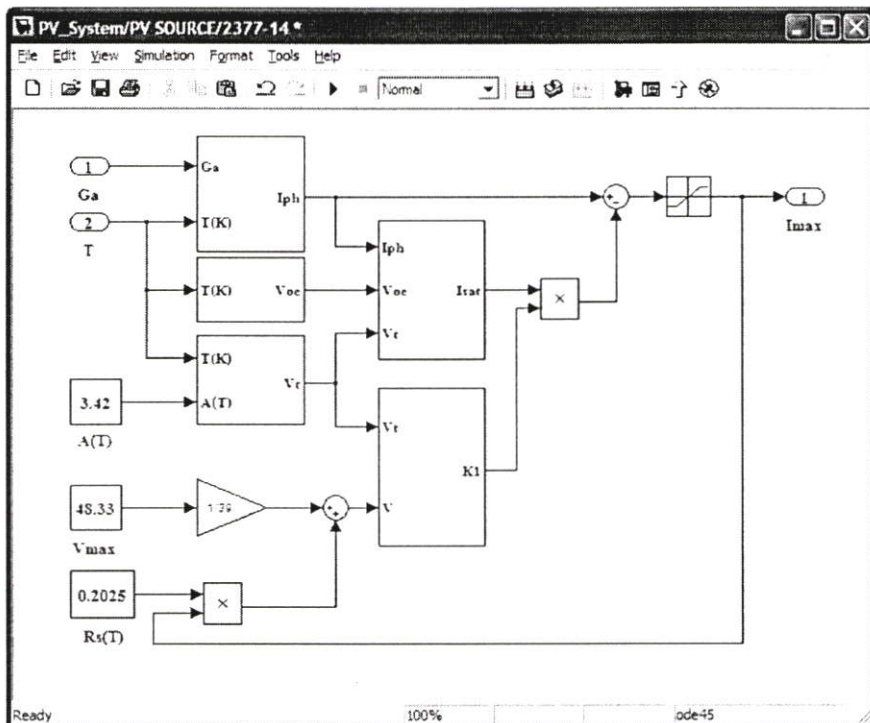 PV_System/PV SOURCE/2377-14 *
File Edit View Simulation Format Tools Help
Normal
1
Ga
Ga
Iph
T(K)
2
T
1
Imax
Iph
T(K)
Voc
Voc
Isat
×
Vt
T(K)
Vt
3.42
A(T)
A(T)
Vt
K1
48.33
V
Vmax
0.2025
×
Rs(T)
Ready
100%
ode45